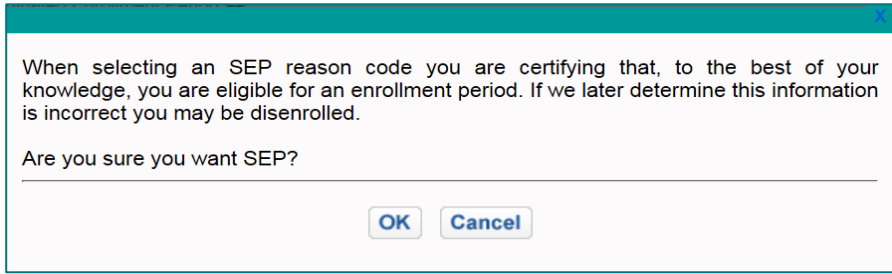 X
When selecting an SEP reason code you are certifying that, to the best of your
knowledge, you are eligible for an enrollment period. If we later determine this information
is incorrect you may be disenrolled.
Are you sure you want SEP?
OK Cancel